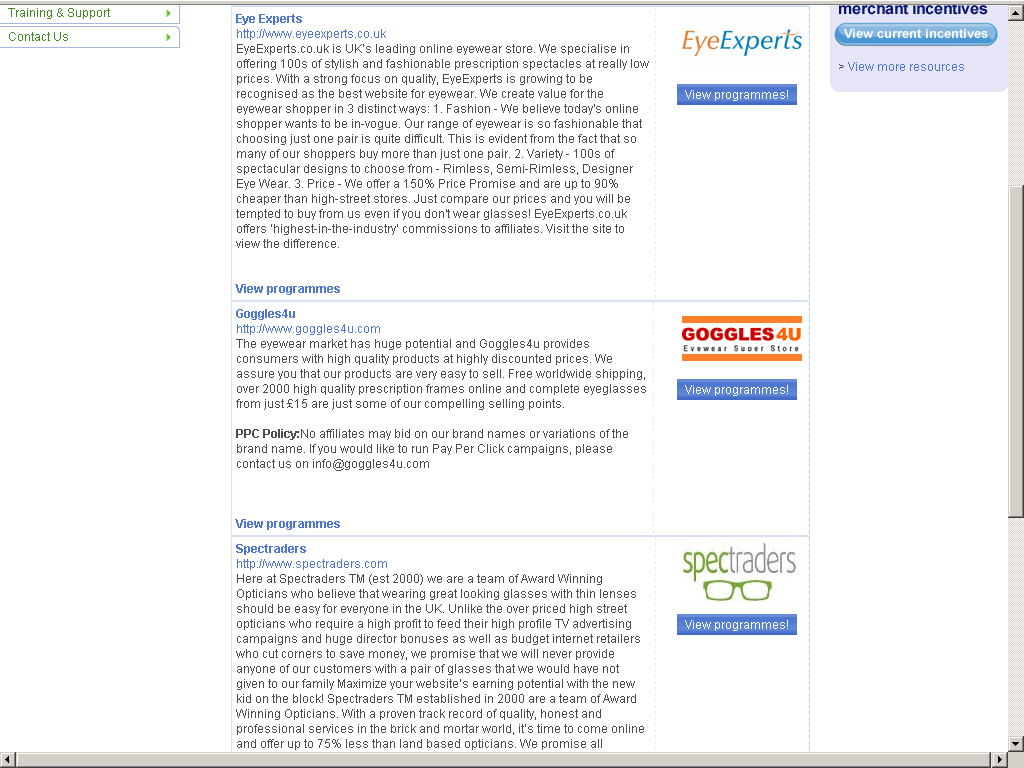 Training & Support
Contact Us
Eye Experts
http://www.eyeexperts.co.uk
EyeExperts.co.uk is UK's leading online eyewear store. We specialise in
offering 100s of stylish and fashionable prescription spectacles at really low
prices. With a strong focus on quality, EyeExperts is growing to be
recognised as the best website for eyewear. We create value for the
eyewear shopper in 3 distinct ways: 1. Fashion - We believe today's online
shopper wants to be in-vogue. Our range of eyewear is so fashionable that
choosing just one pair is quite difficult. This is evident from the fact that so
many of our shoppers buy more than just one pair. 2. Variety - 100s of
spectacular designs to choose from - Rimless, Semi-Rimless, Designer
Eye Wear. 3. Price - We offer a 150% Price Promise and are up to 90%
cheaper than high-street stores. Just compare our prices and you will be
tempted to buy from us even if you don't wear glasses! EyeExperts.co.uk
offers 'highest-in-the-industry' commissions to affiliates. Visit the site to
view the difference.
View programmes
EyeExperts
View programmes!
Goggles4u
http://www.goggles4u.com
The eyewear market has huge potential and Goggles4u provides
consumers with high quality products at highly discounted prices. We
assure you that our products are very easy to sell. Free worldwide shipping,
over 2000 high quality prescription frames online and complete eyeglasses
from just £15 are just some of our compelling selling points.
PPC Policy:No affiliates may bid on our brand names or variations of the
brand name. If you would like to run Pay Per Click campaigns, please
contact us on info@goggles4u.com
View programmes
GOGGLES4U
Eyewear Super Store
View programmes!
Spectraders
http://www.spectraders.com
Here at Spectraders TM (est 2000) we are a team of Award Winning
Opticians who believe that wearing great looking glasses with thin lenses
should be easy for everyone in the UK. Unlike the over priced high street
opticians who require a high profit to feed their high profile TV advertising
campaigns and huge director bonuses as well as budget internet retailers
who cut corners to save money, we promise that we will never provide
anyone of our customers with a pair of glasses that we would have not
given to our family Maximize your website's earning potential with the new
kid on the block! Spectraders TM established in 2000 are a team of Award
Winning Opticians. With a proven track record of quality, honest and
professional services in the brick and mortar world, it's time to come online
and offer up to 75% less than land based opticians. We promise all
spectraders
View programmes!
merchant incentives
View current incentives
> View more resources